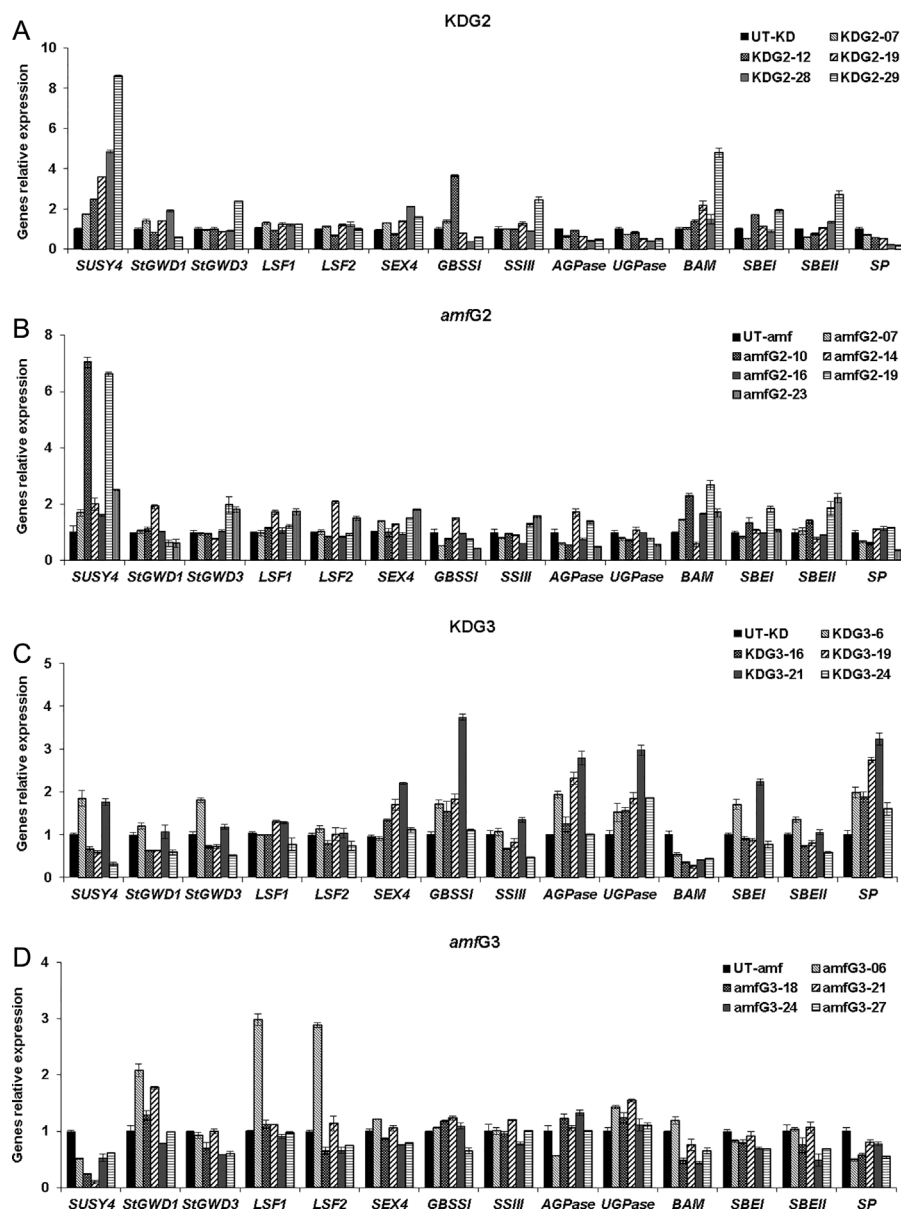 A
KDG2
UT-KD KDG2-07
KDG2-12 KDG2-19
KDG2-28 KDG2-29
Genes relative expression
10
8
6
4
2
0
SUSY4 StGWD1 StGWD3 LSF1 LSF2 SEX4 GBSSI SSIII AGPase UGPase BAM SBEI SBEII SP
B
amfG2
UT-amf amfG2-07
amfG2-10 amfG2-14
amfG2-16 amfG2-19
amfG2-23
Genes relative expression
8
6
4
2
0
SUSY4 StGWD1 StGWD3 LSF1 LSF2 SEX4 GBSSI SSIII AGPase UGPase BAM SBEI SBEII SP
C
KDG3
UT-KD KDG3-6
KDG3-16 KDG3-19
KDG3-21 KDG3-24
Genes relative expression
5
4
3
2
1
0
SUSY4 StGWD1 StGWD3 LSF1 LSF2 SEX4 GBSSI SSIII AGPase UGPase BAM SBEI SBEII SP
D
amfG3
UT-amf amfG3-06
amfG3-18 amfG3-21
amfG3-24 amfG3-27
Genes relative expression
4
3
2
1
0
SUSY4 StGWD1 StGWD3 LSF1 LSF2 SEX4 GBSSI SSIII AGPase UGPase BAM SBEI SBEII SP